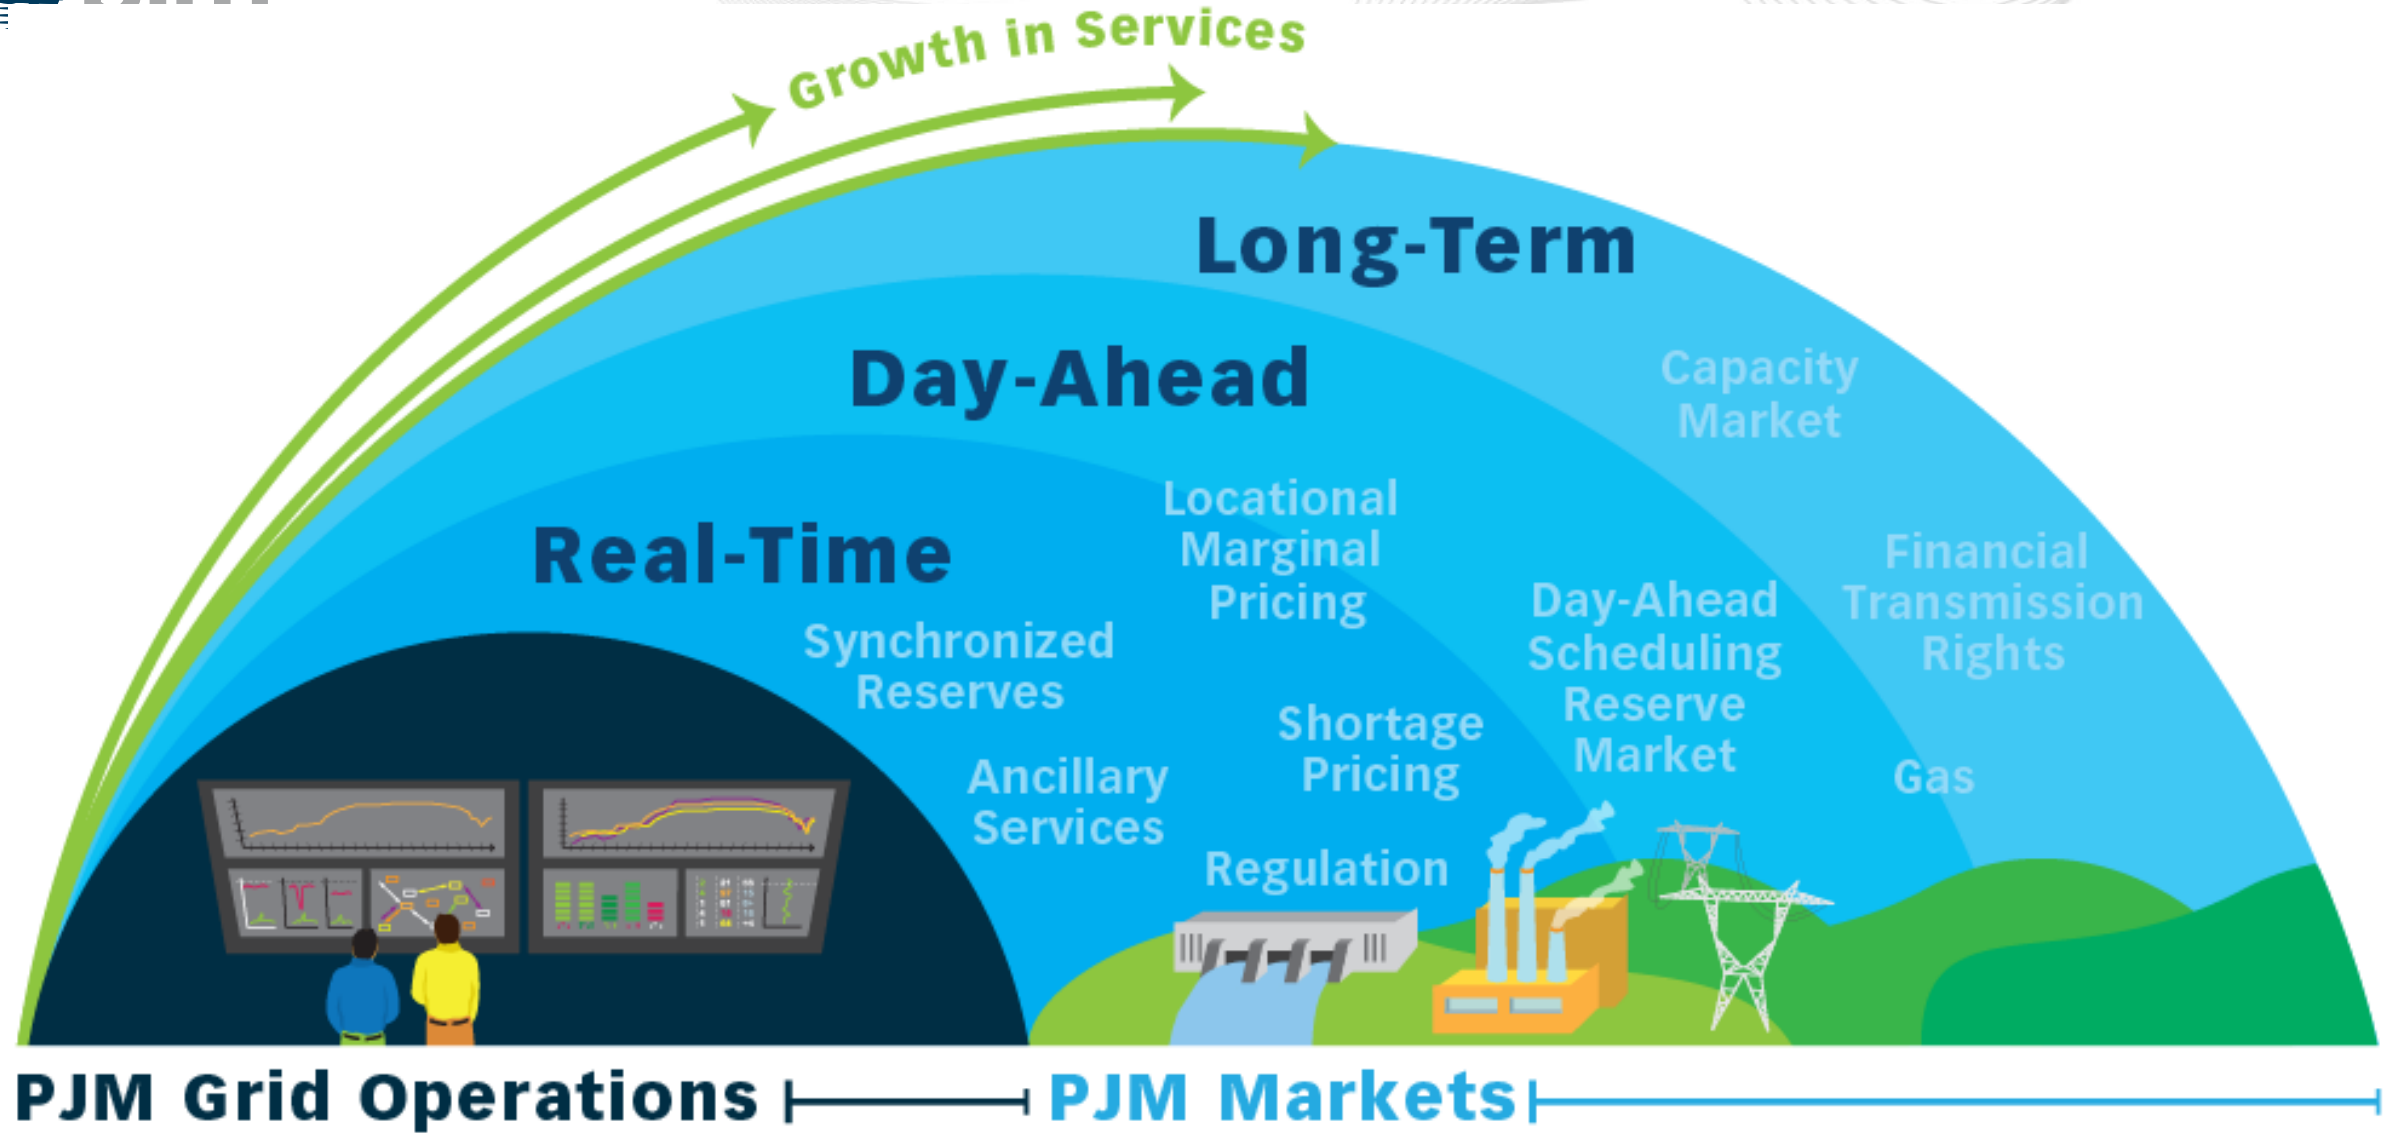 Growth in Services
Long-Term
Day-Ahead
Real-Time
Capacity
Market
Locational
Marginal
Pricing
Financial
Transmission
Rights
Day-Ahead
Scheduling
Reserve
Market
Synchronized
Reserves
Shortage
Pricing
Gas
Ancillary
Services
Regulation
PJM Grid Operations
PJM Markets